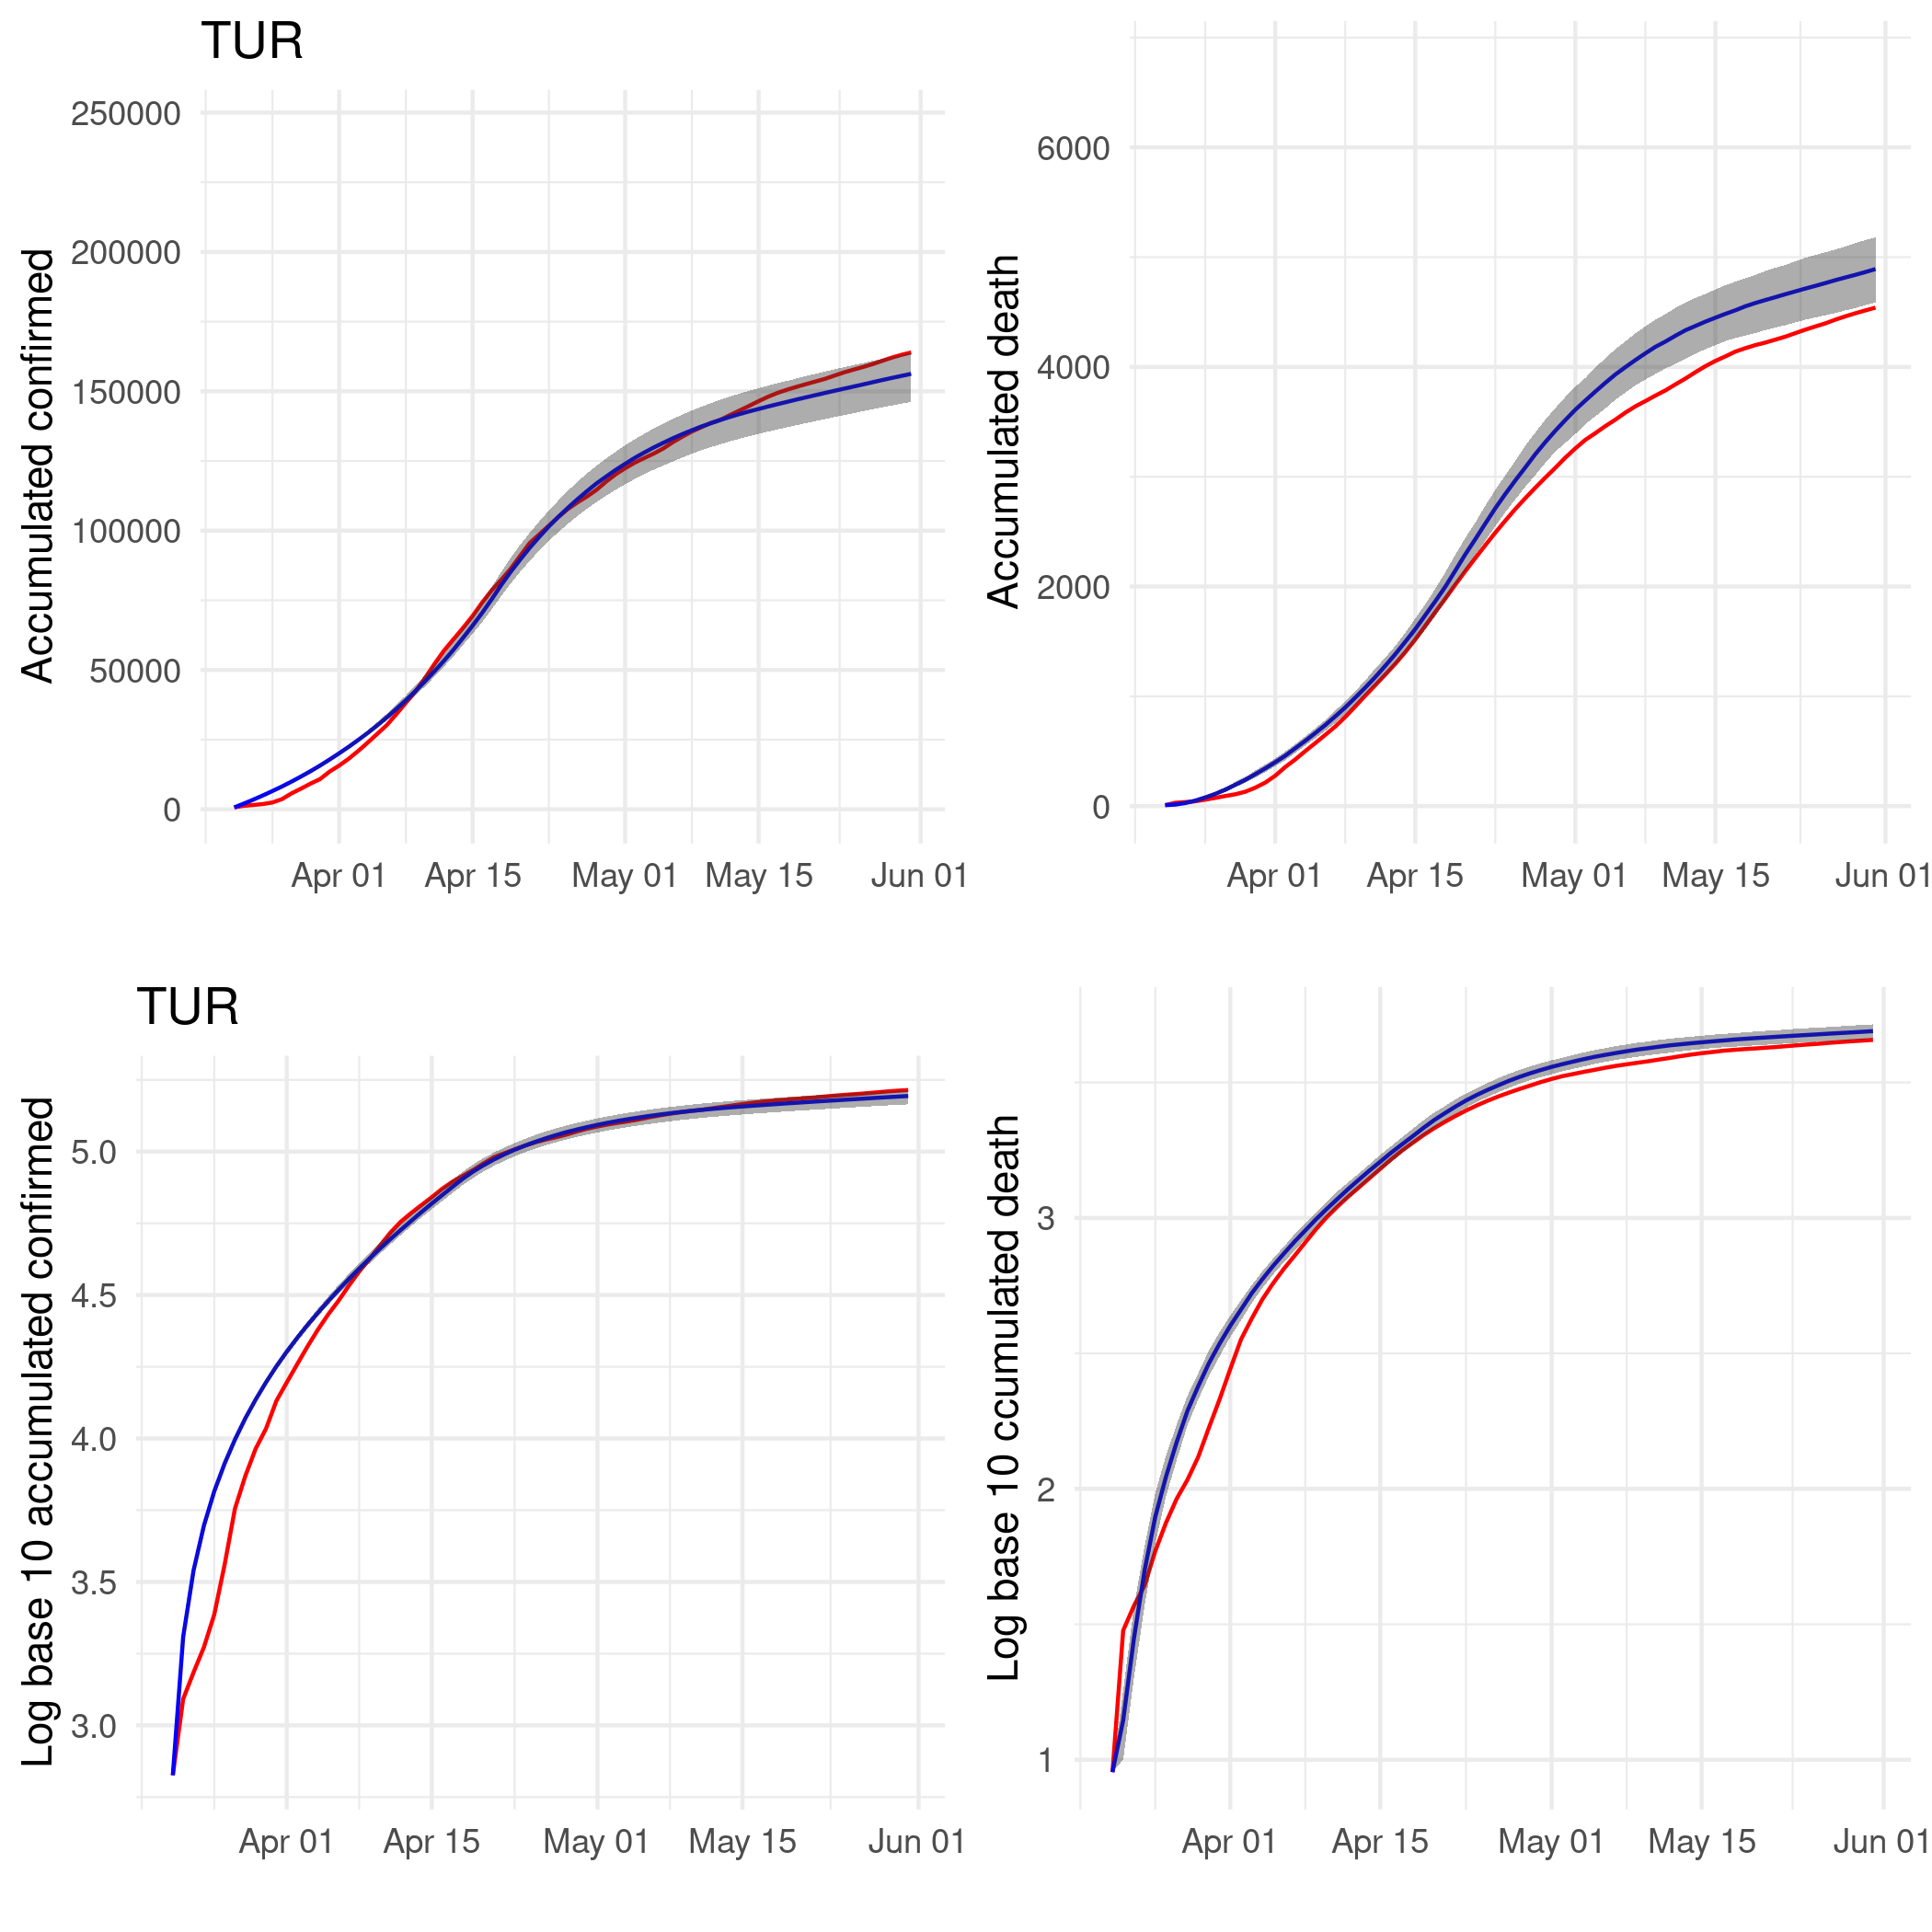 TUR
Accumulated confirmed
250000
200000
150000
100000
50000
0
Apr 01 Apr 15 May 01 May 15 Jun 01
Accumulated death
6000
4000
2000
0
Apr 01 Apr 15 May 01 May 15 Jun 01
TUR
Log base 10 accumulated confirmed
5.0
4.5
4.0
3.5
3.0
Apr 01 Apr 15 May 01 May 15 Jun 01
Log base 10 ccumulated death
3
2
1
Apr 01 Apr 15 May 01 May 15 Jun 01